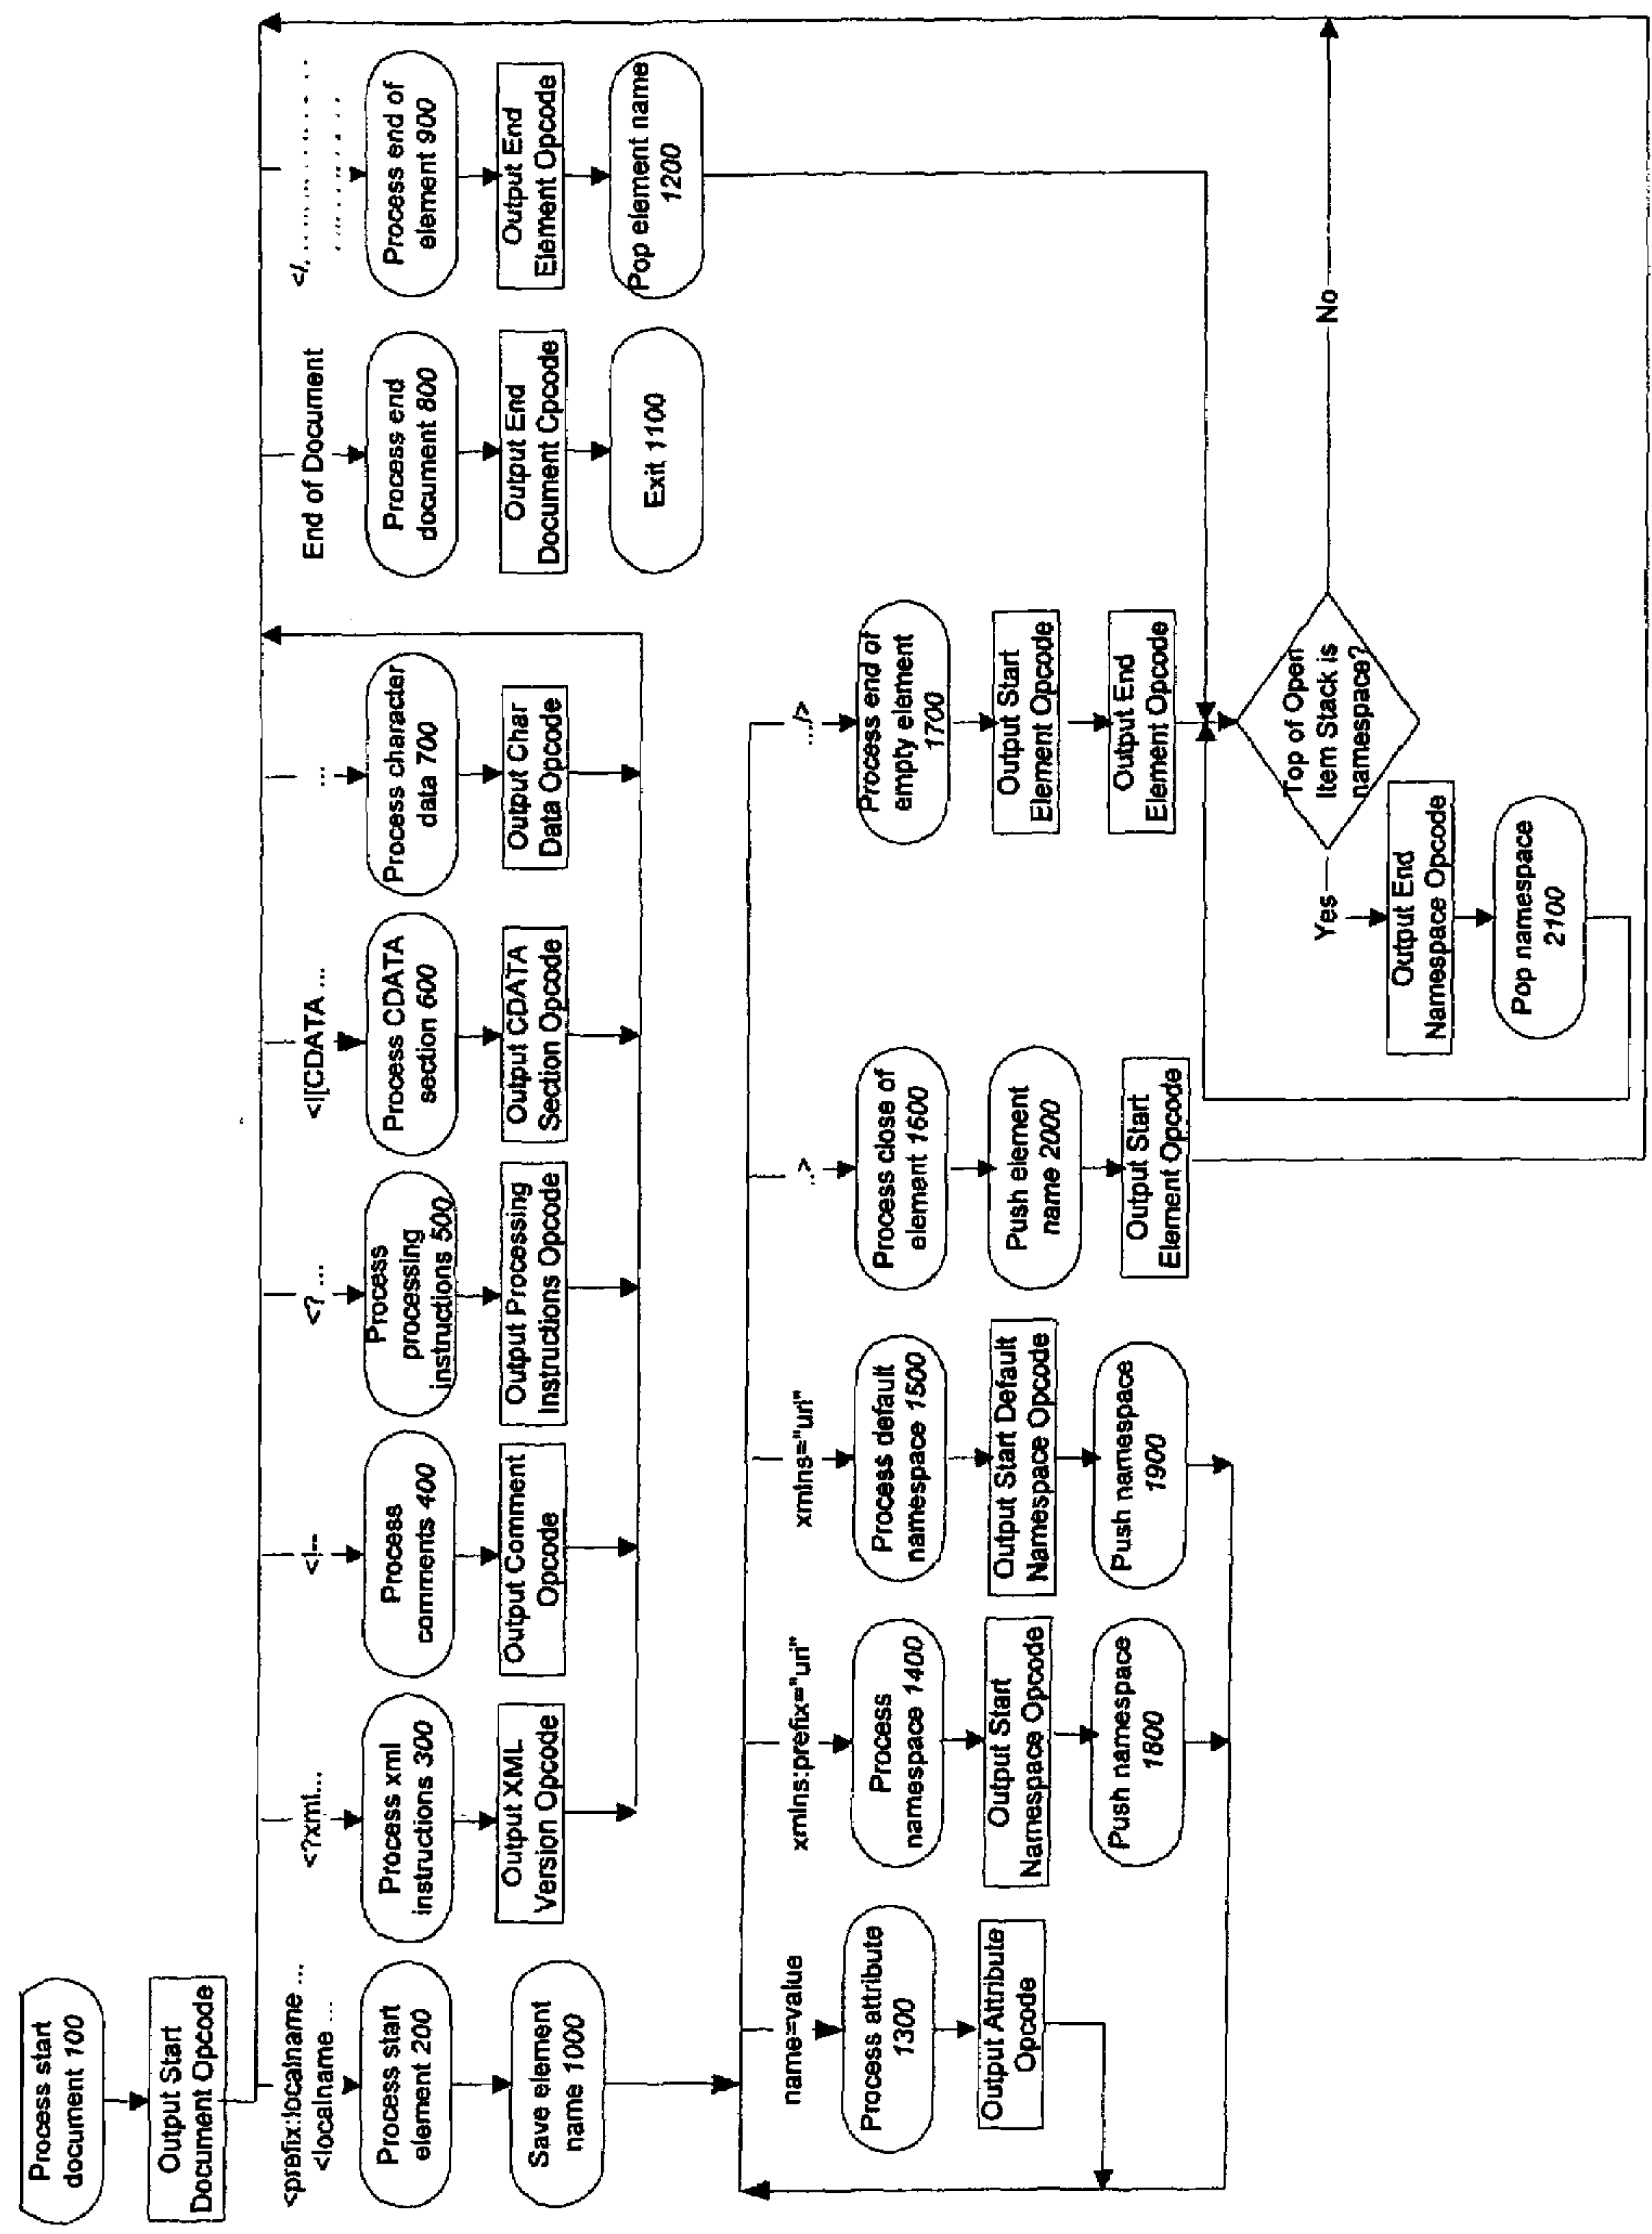 Process start
document 100
Output Start
Document Opcode
<prefix:localname ...
<localname ...
Process start
element 200
Save element
name 1000
<?xml...
Process xml
instructions 300
Output XML
Version Opcode
<!--
Process
comments 400
Output Comment
Opcode
<? ...
Process
processing
instructions 500
Output Processing
Instructions Opcode
<![CDATA ...
Process CDATA
section 600
Output CDATA
Section Opcode
...
Process character
data 700
Output Char
Data Opcode
End of Document
Process end
document 800
Output End
Document Cpcode
Exit 1100
</
Process end of
element 900
Output End
Element Opcode
Pop element name
1200
name=value
Process attribute
1300
Output Attribute
Opcode
xmlns:prefix="uri"
Process
namespace 1400
Output Start
Namespace Opcode
Push namespace
1800
xmlns="uri"
Process default
namespace 1500
Output Start Default
Namespace Opcode
Push namespace
1900
...>
Process close of
element 1600
Push element
name 2000
Output Start
Element Opcode
.../>
Process end of
empty element
1700
Output Start
Element Opcode
Output End
Element Opcode
Top of Open
Item Stack is
namespace?
No
Yes
Output End
Namespace Opcode
Pop namespace
2100